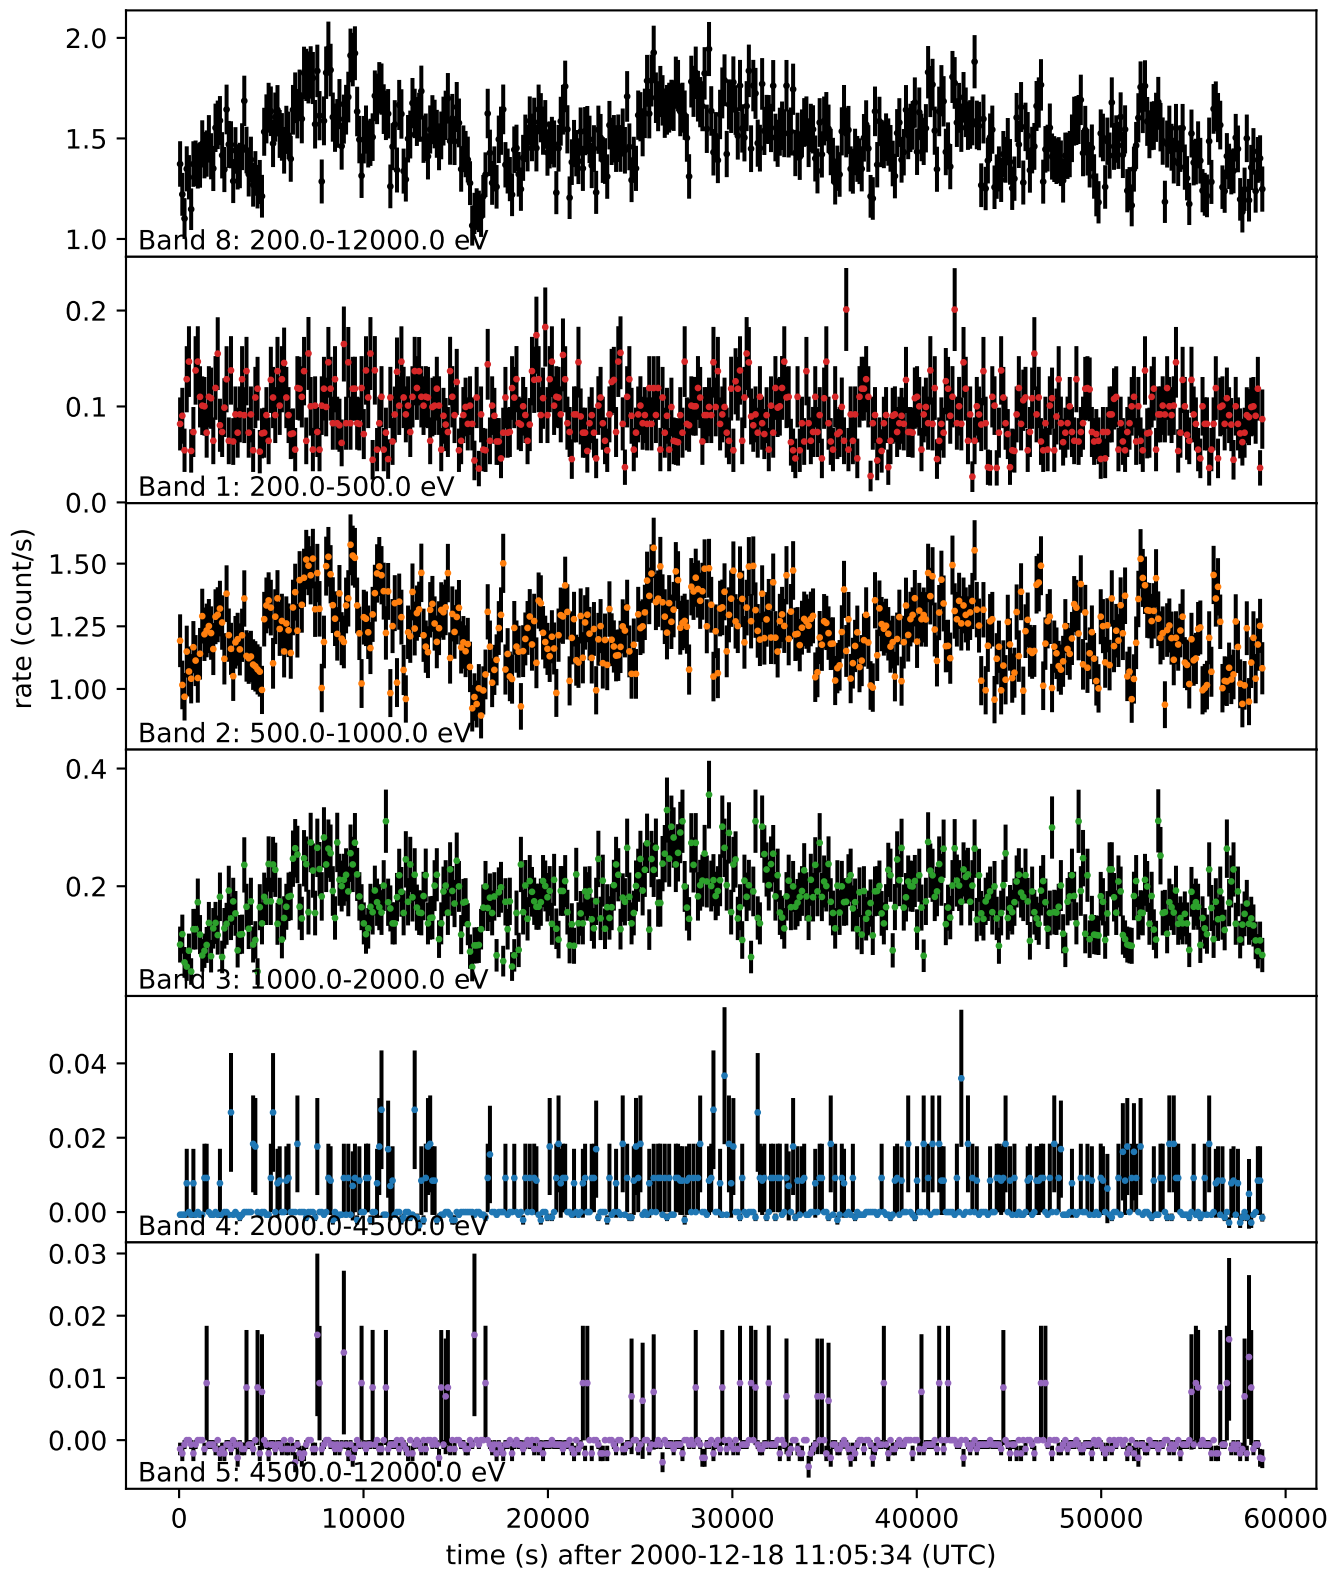 2.0
1.5
1.0
Band 8: 200.0-12000.0 eV
0.2
0.1
0.0
Band 1: 200.0-500.0 eV
rate (count/s)
1.50
1.25
1.00
Band 2: 500.0-1000.0 eV
0.4
0.2
Band 3: 1000.0-2000.0 eV
0.04
0.02
0.00
Band 4: 2000.0-4500.0 eV
0.03
0.02
0.01
0.00
Band 5: 4500.0-12000.0 eV
0 10000 20000 30000 40000 50000 60000
time (s) after 2000-12-18 11:05:34 (UTC)